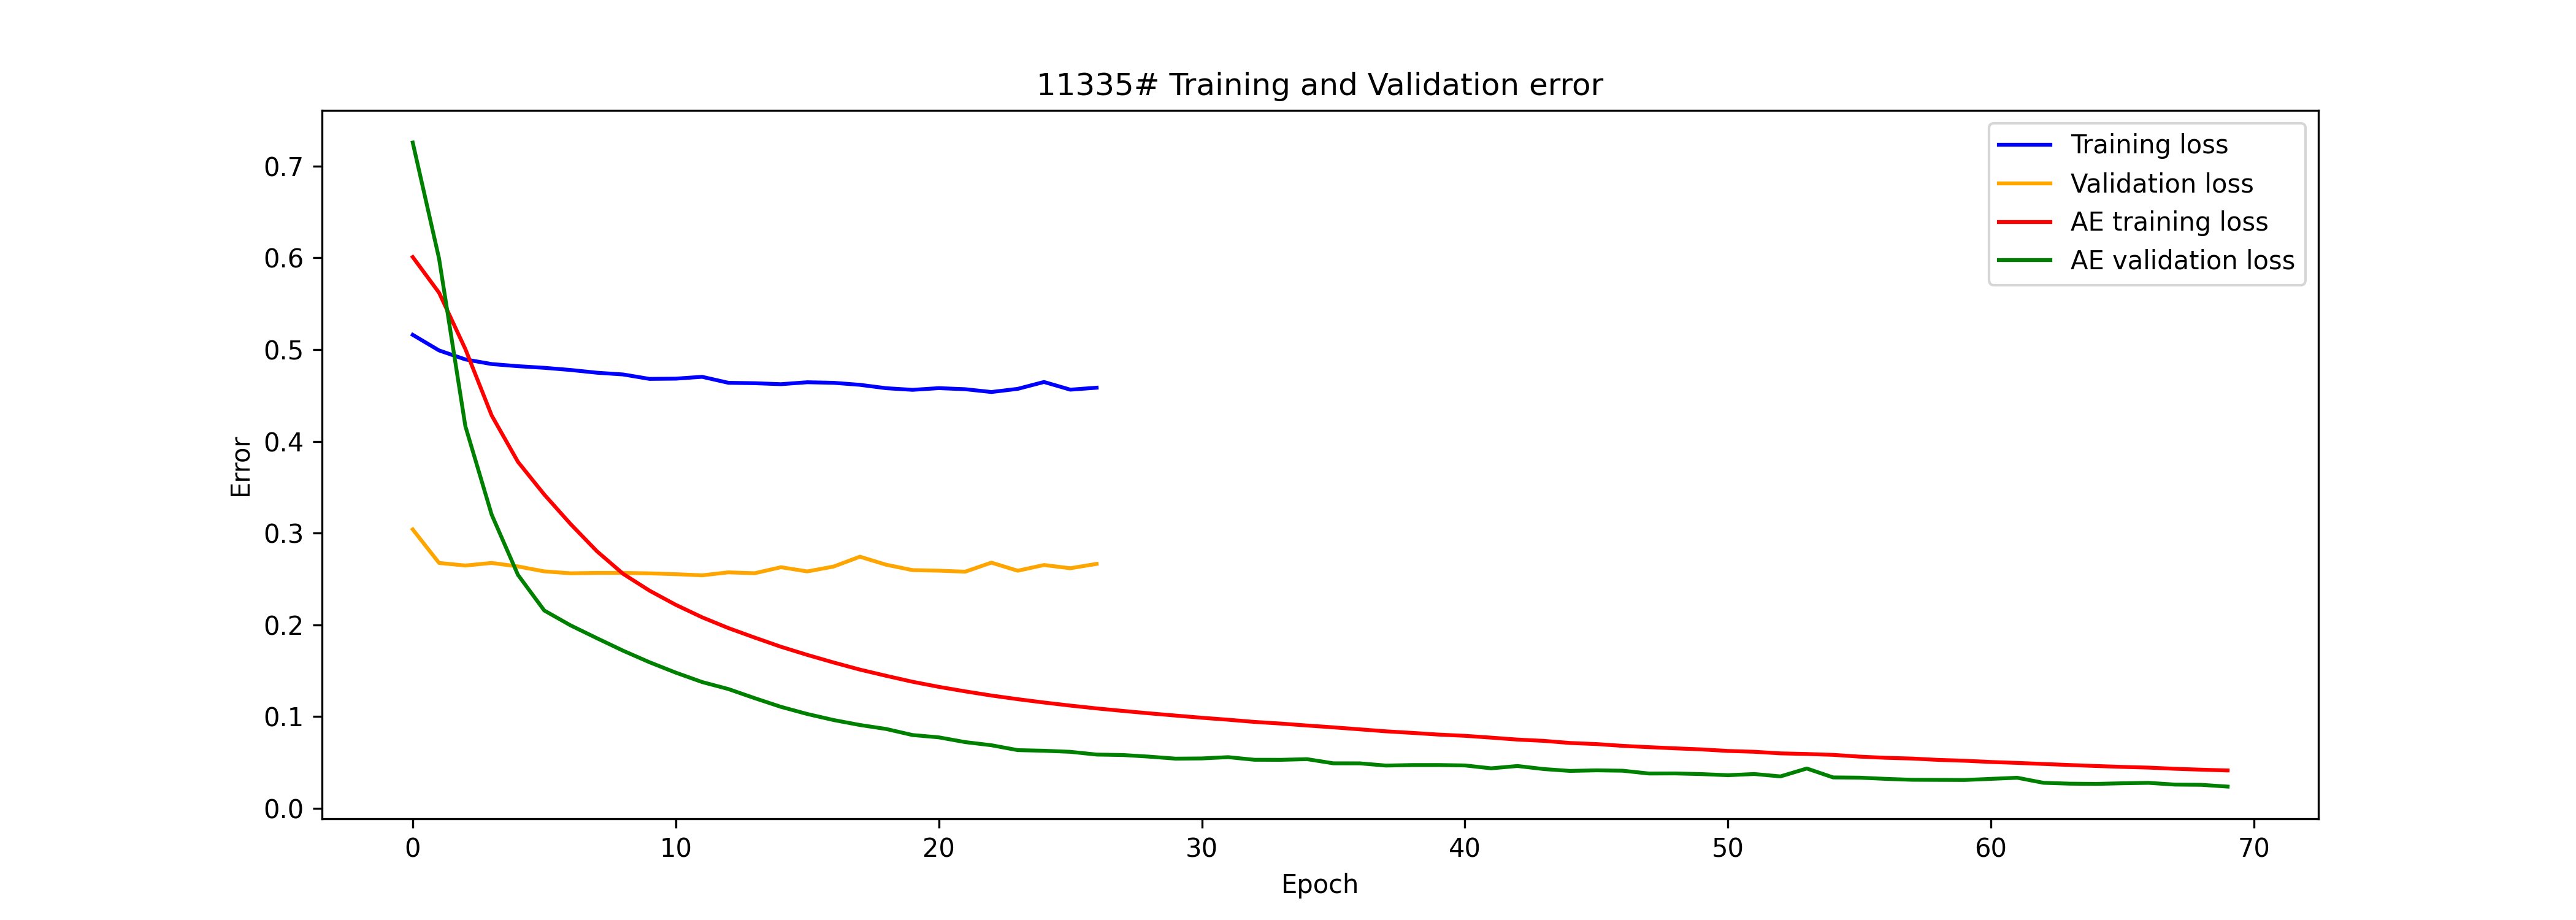 11335# Training and Validation error
Training loss
Validation loss
AE training loss
AE validation loss
Error
0.7
0.6
0.5
0.4
0.3
0.2
0.1
0.0
0 10 20 30 40 50 60 70
Epoch